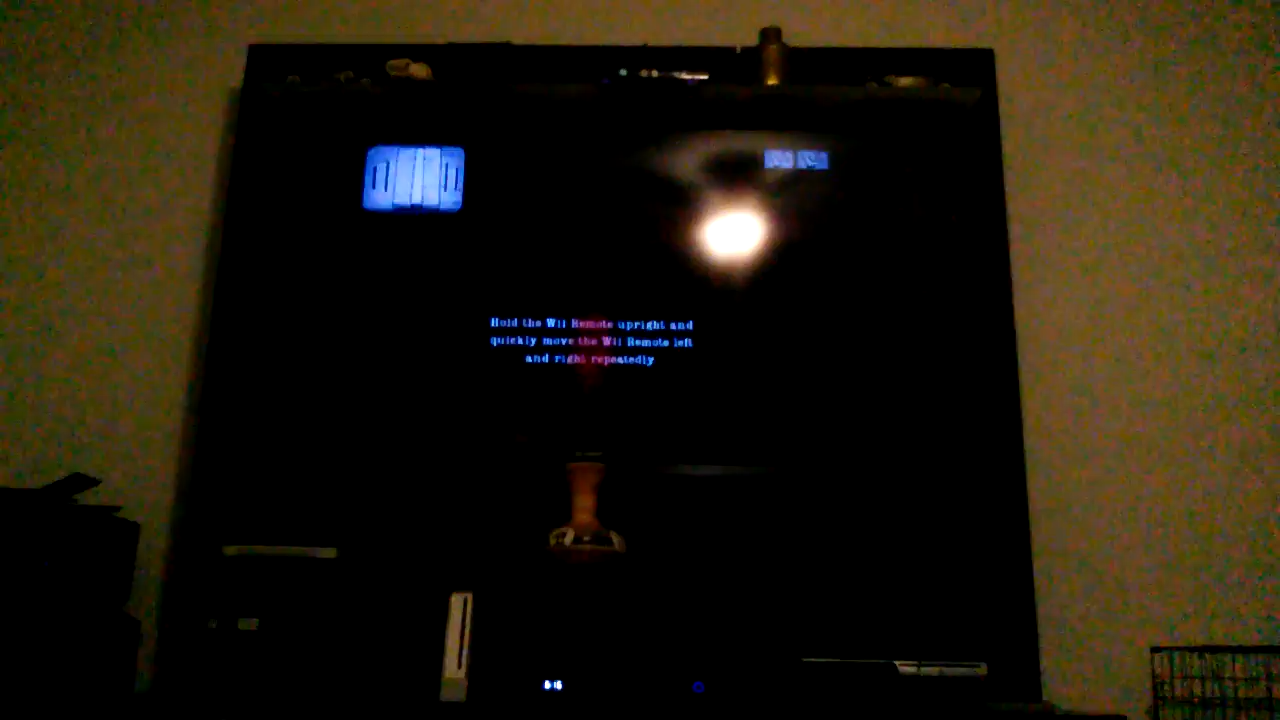 Hold the Wii Remote upright and
quickly move the Wii Remote left
and right repeatedly